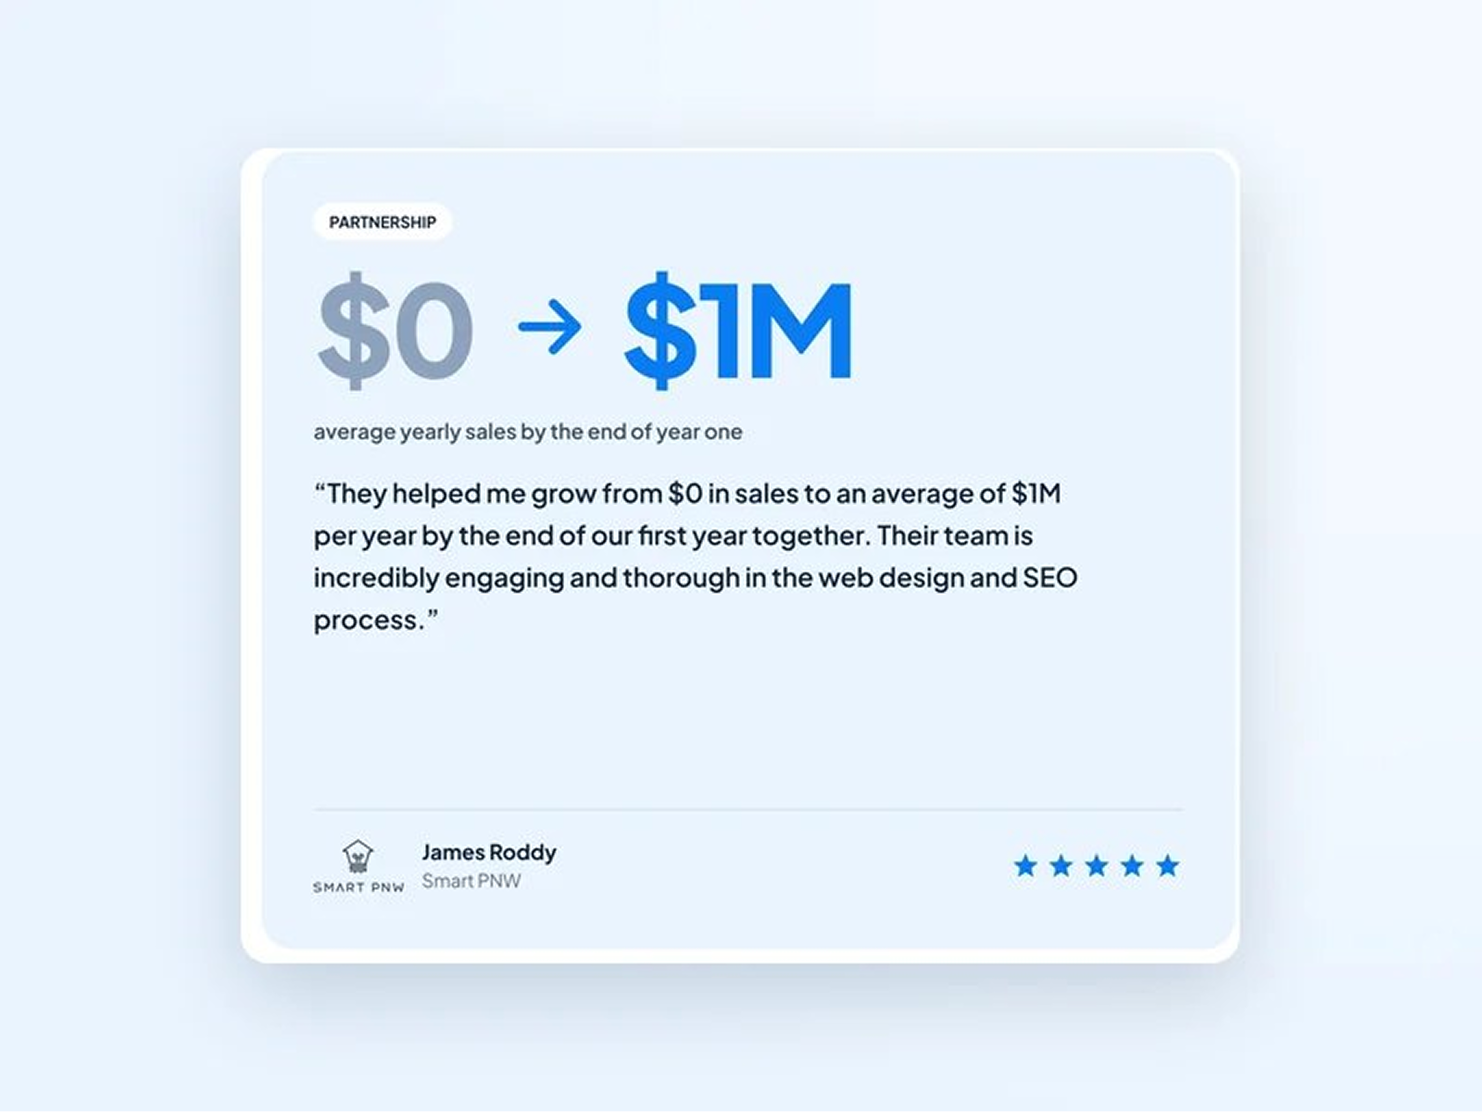 PARTNERSHIP
$0 → $1M
average yearly sales by the end of year one
“They helped me grow from $0 in sales to an average of $1M
per year by the end of our first year together. Their team is
incredibly engaging and thorough in the web design and SEO
process.”
SMART PNW
James Roddy
Smart PNW